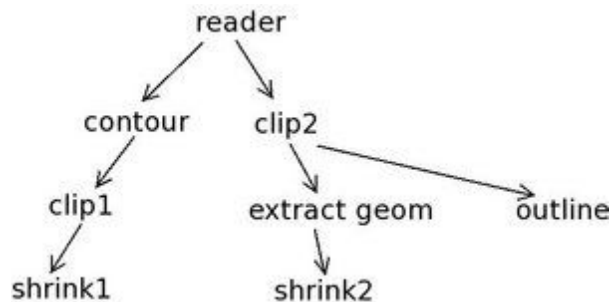 reader
contour clip2
clip1 extract geom outline
shrink1 shrink2